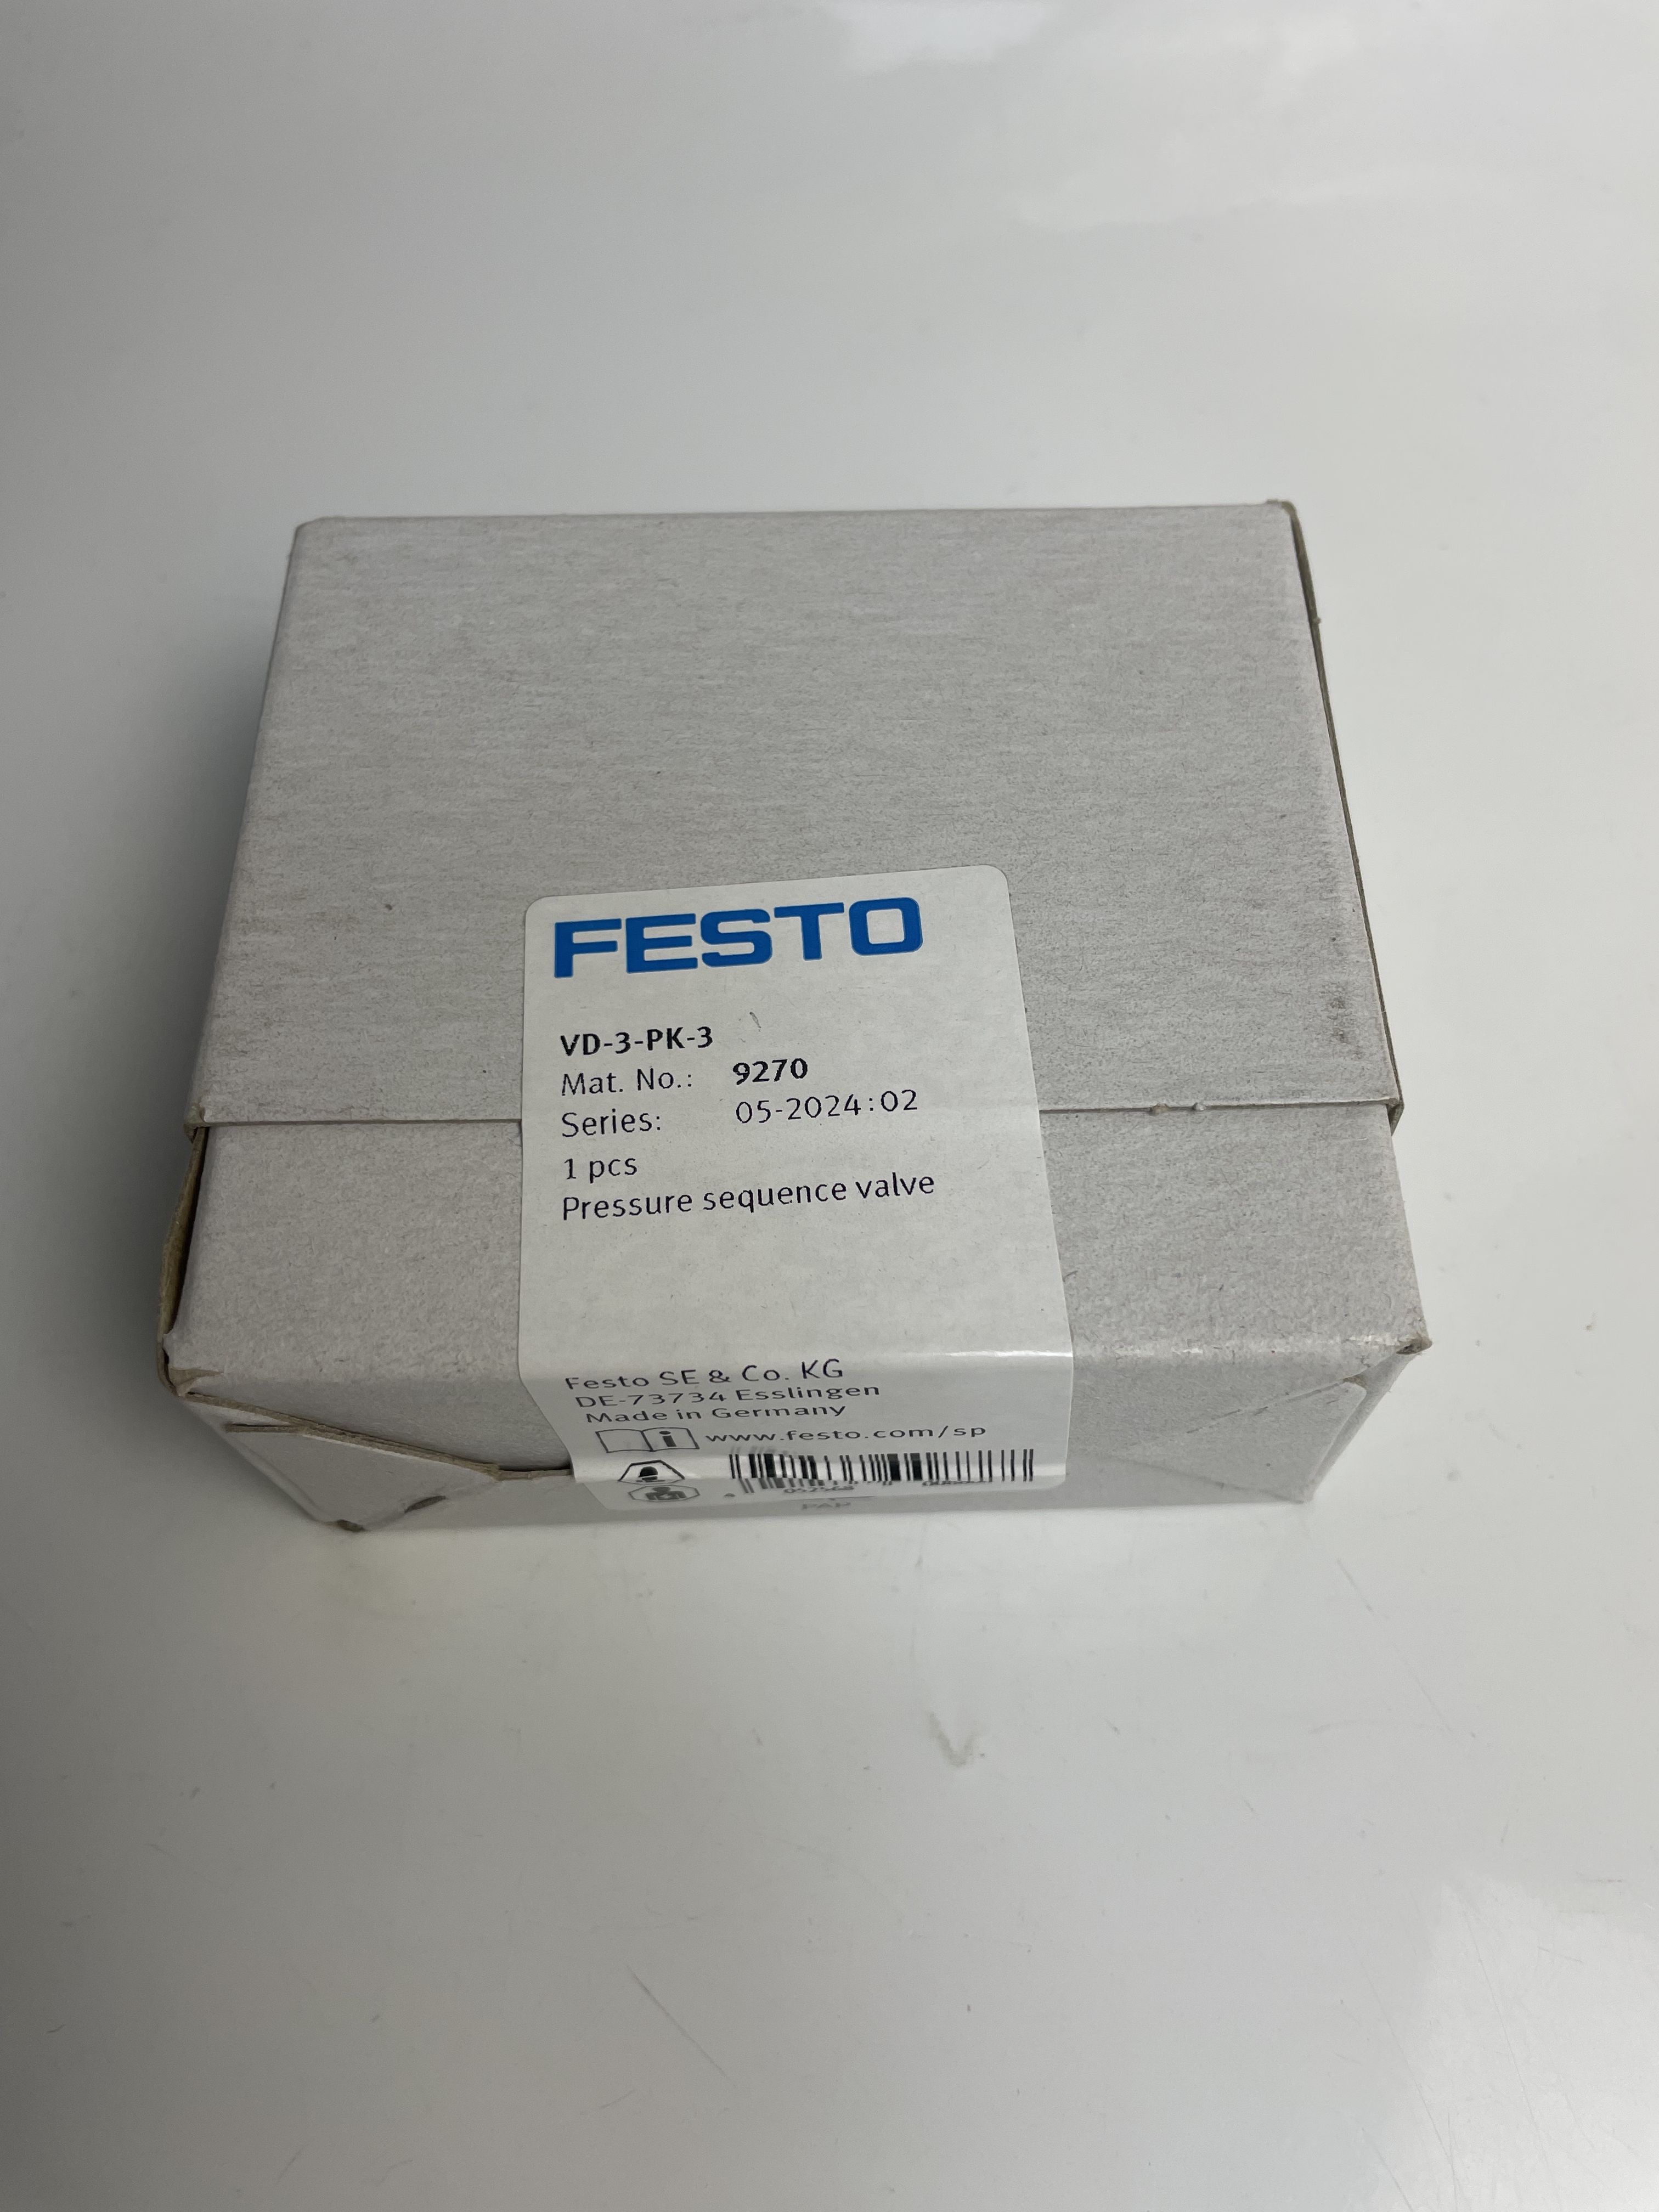 FESTO
VD-3-PK-3
Mat. No.: 9270
Series: 05-2024:02
1 pcs
Pressure sequence valve
Festo SE & Co. KG
DE-73734 Esslingen
Made in Germany
www.festo.com/sp
PAP